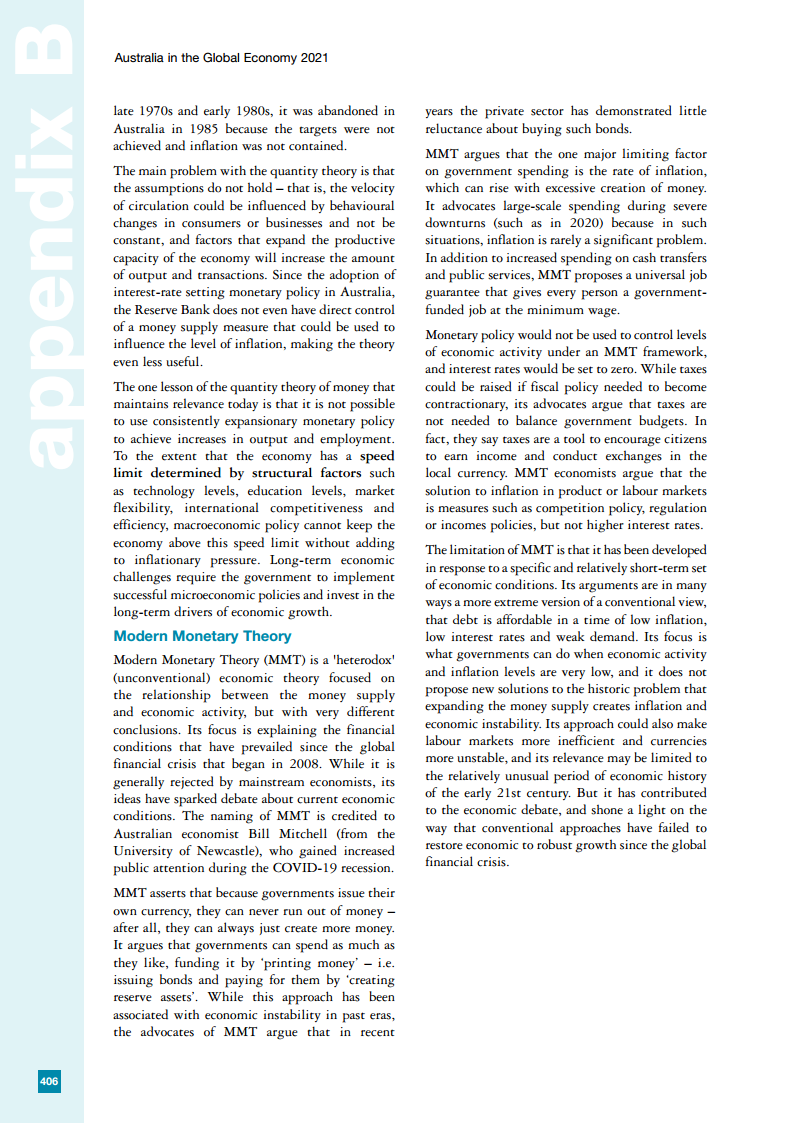 appendix B
Australia in the Global Economy 2021
late 1970s and early 1980s, it was abandoned in
Australia in 1985 because the targets were not
achieved and inflation was not contained.
The main problem with the quantity theory is that
the assumptions do not hold – that is, the velocity
of circulation could be influenced by behavioural
changes in consumers or businesses and not be
constant, and factors that expand the productive
capacity of the economy will increase the amount
of output and transactions. Since the adoption of
interest-rate setting monetary policy in Australia,
the Reserve Bank does not even have direct control
of a money supply measure that could be used to
influence the level of inflation, making the theory
even less useful.
The one lesson of the quantity theory of money that
maintains relevance today is that it is not possible
to use consistently expansionary monetary policy
to achieve increases in output and employment.
To the extent that the economy has a speed
limit determined by structural factors such
as technology levels, education levels, market
flexibility, international competitiveness and
efficiency, macroeconomic policy cannot keep the
economy above this speed limit without adding
to inflationary pressure. Long-term economic
challenges require the government to implement
successful microeconomic policies and invest in the
long-term drivers of economic growth.
Modern Monetary Theory
Modern Monetary Theory (MMT) is a 'heterodox'
(unconventional) economic theory focused on
the relationship between the money supply
and economic activity, but with very different
conclusions. Its focus is explaining the financial
conditions that have prevailed since the global
financial crisis that began in 2008. While it is
generally rejected by mainstream economists, its
ideas have sparked debate about current economic
conditions. The naming of MMT is credited to
Australian economist Bill Mitchell (from the
University of Newcastle), who gained increased
public attention during the COVID-19 recession.
MMT asserts that because governments issue their
own currency, they can never run out of money –
after all, they can always just create more money.
It argues that governments can spend as much as
they like, funding it by ‘printing money’ – i.e.
issuing bonds and paying for them by ‘creating
reserve assets’. While this approach has been
associated with economic instability in past eras,
the advocates of MMT argue that in recent
years the private sector has demonstrated little
reluctance about buying such bonds.
MMT argues that the one major limiting factor
on government spending is the rate of inflation,
which can rise with excessive creation of money.
It advocates large-scale spending during severe
downturns (such as in 2020) because in such
situations, inflation is rarely a significant problem.
In addition to increased spending on cash transfers
and public services, MMT proposes a universal job
guarantee that gives every person a government-
funded job at the minimum wage.
Monetary policy would not be used to control levels
of economic activity under an MMT framework,
and interest rates would be set to zero. While taxes
could be raised if fiscal policy needed to become
contractionary, its advocates argue that taxes are
not needed to balance government budgets. In
fact, they say taxes are a tool to encourage citizens
to earn income and conduct exchanges in the
local currency. MMT economists argue that the
solution to inflation in product or labour markets
is measures such as competition policy, regulation
or incomes policies, but not higher interest rates.
The limitation of MMT is that it has been developed
in response to a specific and relatively short-term set
of economic conditions. Its arguments are in many
ways a more extreme version of a conventional view,
that debt is affordable in a time of low inflation,
low interest rates and weak demand. Its focus is
what governments can do when economic activity
and inflation levels are very low, and it does not
propose new solutions to the historic problem that
expanding the money supply creates inflation and
economic instability. Its approach could also make
labour markets more inefficient and currencies
more unstable, and its relevance may be limited to
the relatively unusual period of economic history
of the early 21st century. But it has contributed
to the economic debate, and shone a light on the
way that conventional approaches have failed to
restore economic to robust growth since the global
financial crisis.
406